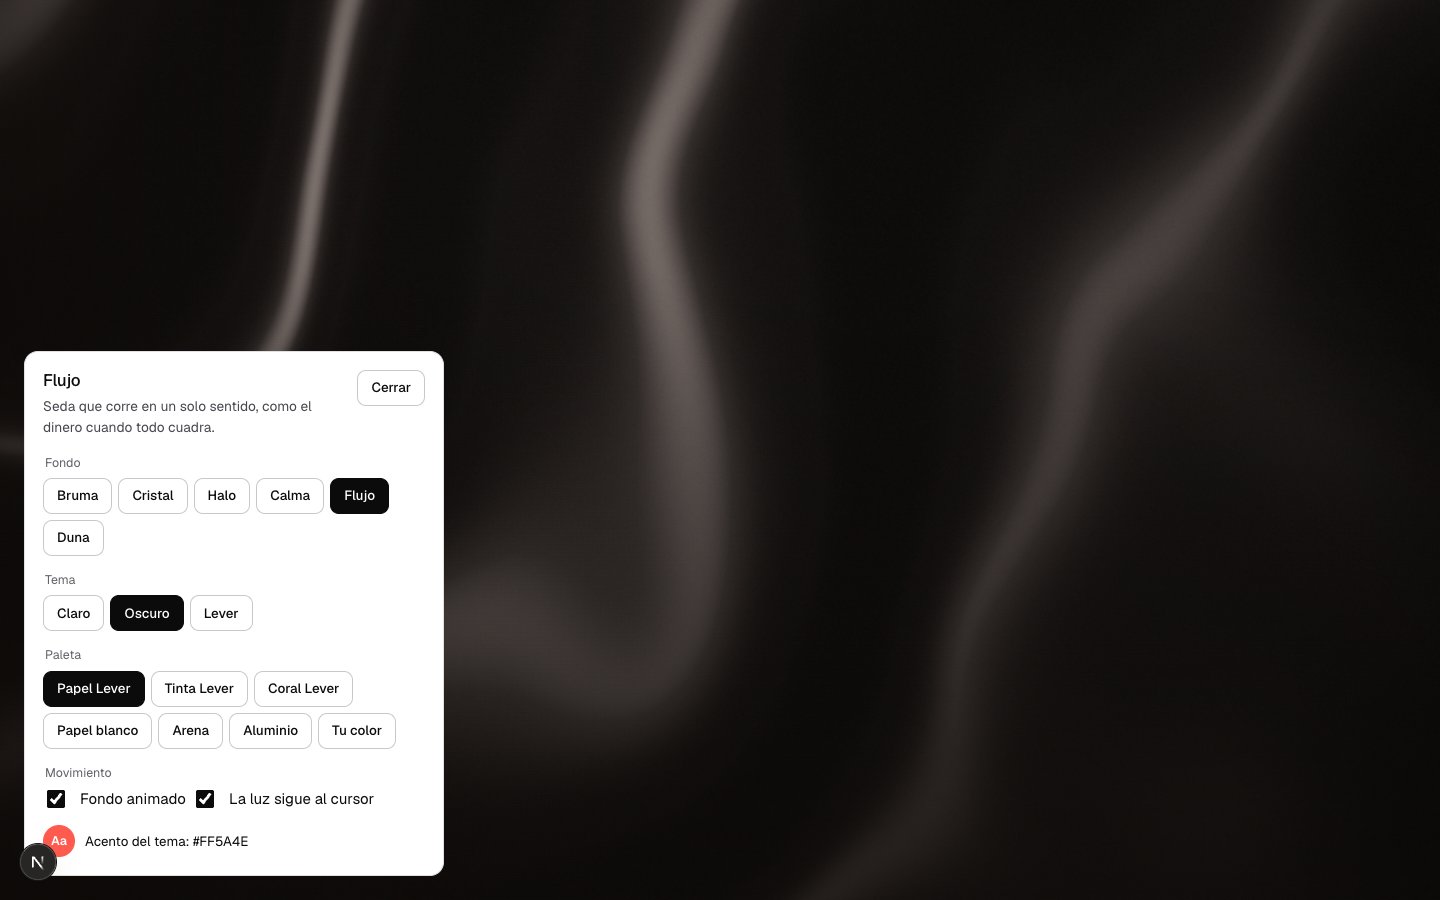 Flujo
Cerrar
Seda que corre en un solo sentido, como el
dinero cuando todo cuadra.
Fondo
Bruma Cristal Halo Calma Flujo
Duna
Tema
Claro Oscuro Lever
Paleta
Papel Lever Tinta Lever Coral Lever
Papel blanco Arena Aluminio Tu color
Movimiento
Fondo animado La luz sigue al cursor
Aa Acento del tema: #FF5A4E
N